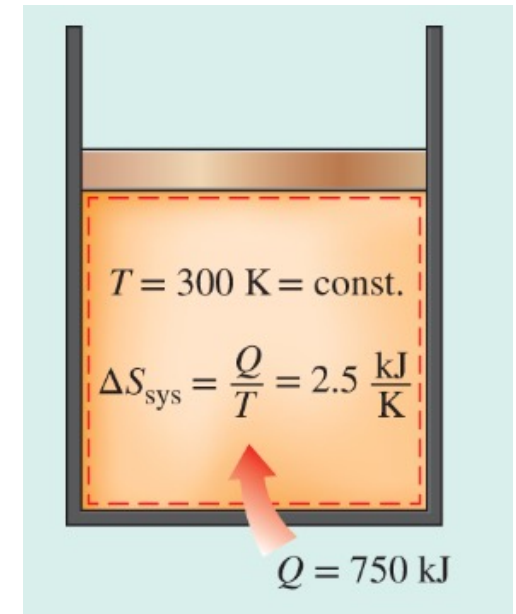 T = 300 K = const.
ΔS_sys = Q/T = 2.5 kJ/K
Q = 750 kJ